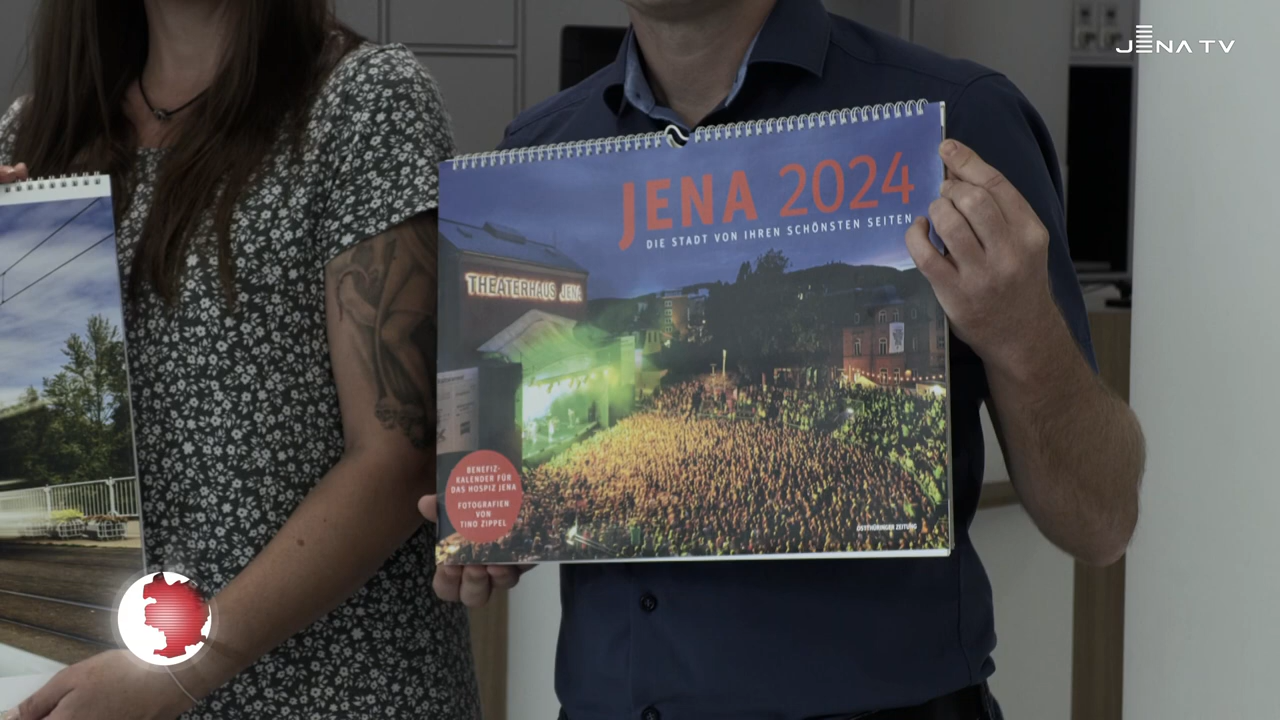 JENA TV
JENA 2024
DIE STADT VON IHREN SCHÖNSTEN SEITEN
THEATERHAUS JENA
BENEFIZ-
KALENDER FÜR
DAS HOSPIZ JENA
FOTOGRAFIEN
VON
TINO ZIPPEL
OSTTHÜRINGER ZEITUNG